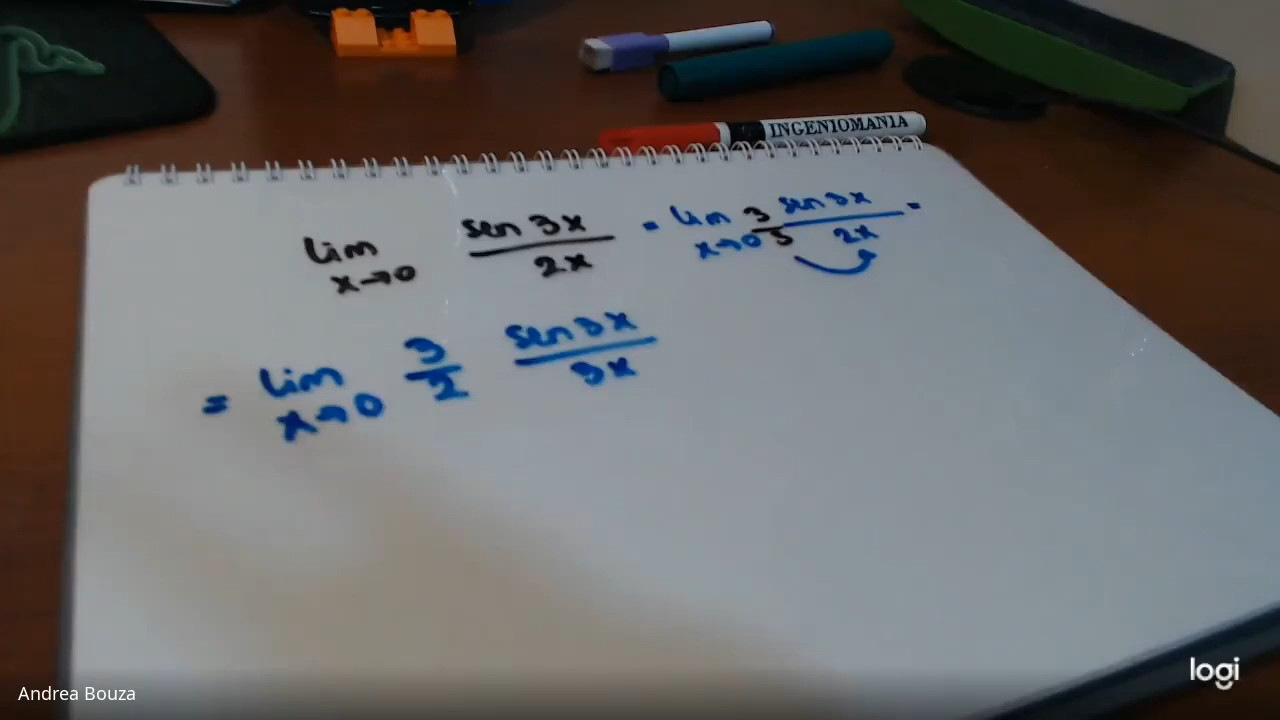 INGENIOMANIA
lim x→0 sen 3x / 2x = lim x→0 3/3 sen 3x / 2x =
= lim x→0 3/2 sen 3x / 3x
logi
Andrea Bouza